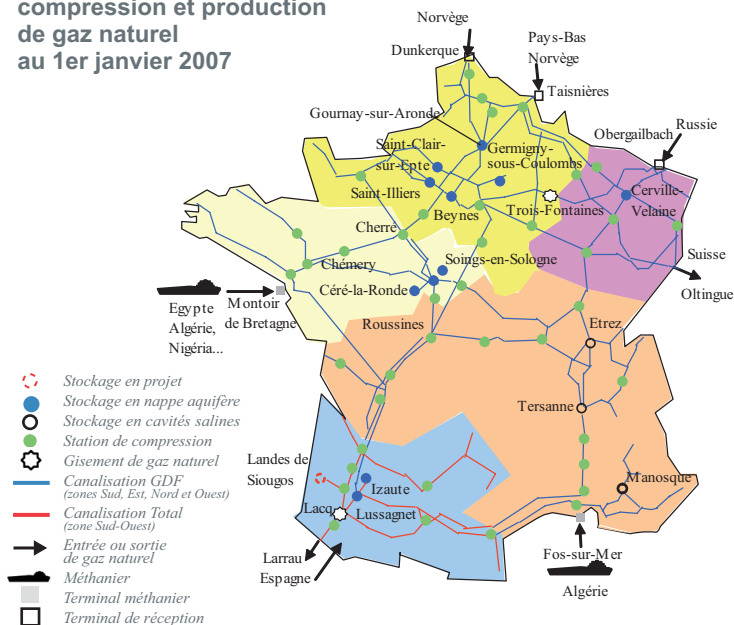 compression et production
de gaz naturel
au 1er janvier 2007
Norvège
Dunkerque
Pays-Bas
Norvège
Taisnières
Gournay-sur-Aronde
Obergailbach
Russie
Saint-Clair-
sur-Epte
Germigny-
sous-Coulombs
Saint-Illiers
Cerville-
Velaine
Beynes
Trois-Fontaines
Cherré
Suisse
Soings-en-Sologne
Chémery
Oltingue
Céré-la-Ronde
Montoir
de Bretagne
Egypte
Algérie,
Nigéria...
Roussines
Etrez
Tersanne
Manosque
Landes de
Siougos
Izaute
Lacq
Lussagnet
Larrau
Espagne
Fos-sur-Mer
Algérie
Stockage en projet
Stockage en nappe aquifère
Stockage en cavités salines
Station de compression
Gisement de gaz naturel
Canalisation GDF
(zones Sud, Est, Nord et Ouest)
Canalisation Total
(zone Sud-Ouest)
Entrée ou sortie
de gaz naturel
Méthanier
Terminal méthanier
Terminal de réception